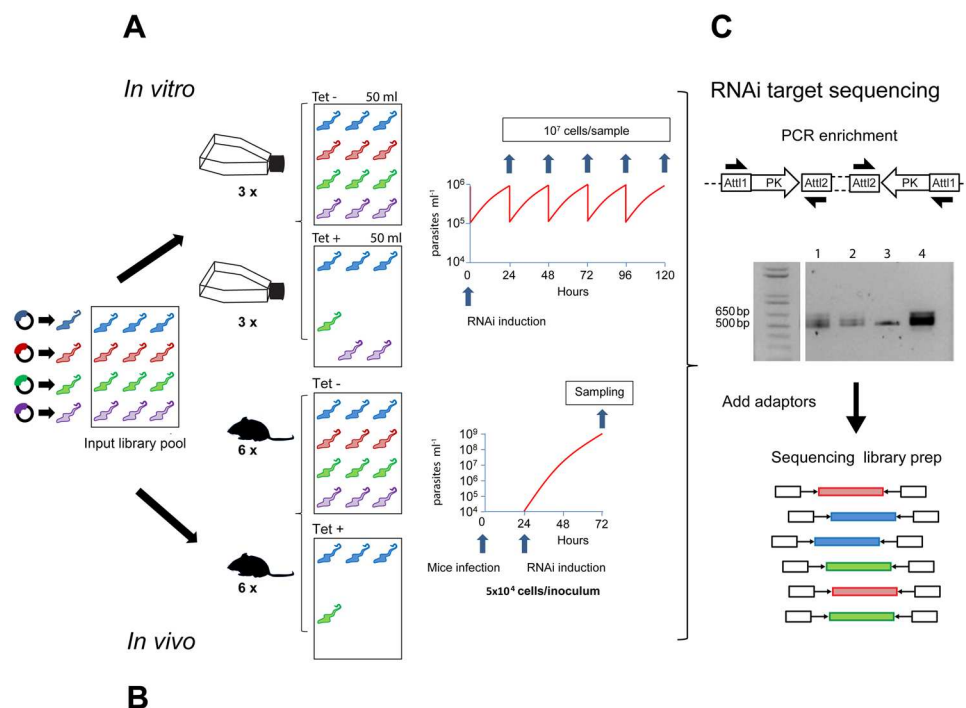 A
In vitro
Tet - 50 ml
3 x
Tet + 50 ml
3 x
Input library pool
Tet -
6 x
Tet +
6 x
In vivo
B
10⁷ cells/sample
parasites ml⁻¹
10⁶
10⁵
10⁴
0 24 48 72 96 120
Hours
RNAi induction
Sampling
parasites ml⁻¹
10⁹
10⁸
10⁷
10⁶
10⁵
10⁴
0 24 48 72
Hours
Mice infection RNAi induction
5x10⁴ cells/inoculum
C
RNAi target sequencing
PCR enrichment
AttI1 PK AttI2 AttI2 PK AttI1
1 2 3 4
650 bp
500 bp
Add adaptors
Sequencing library prep